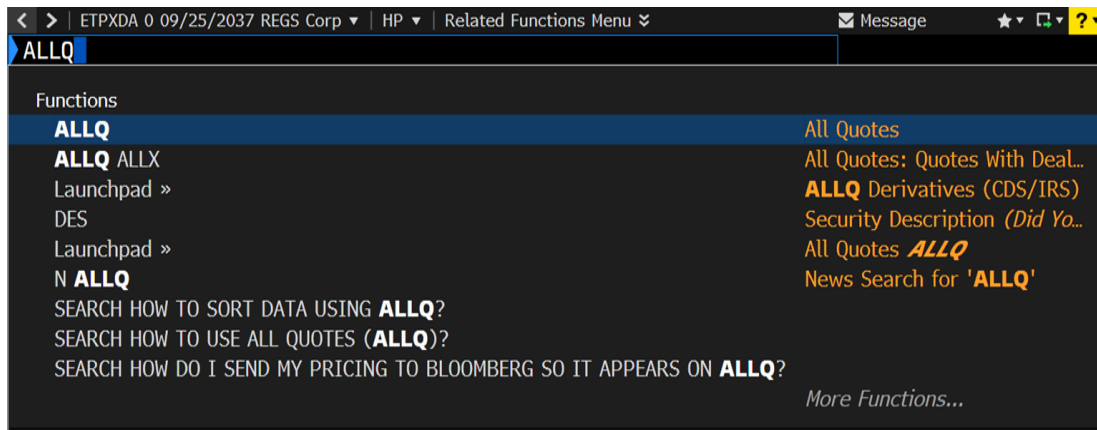 < > ETPXDA 0 09/25/2037 REGS Corp ▾ | HP ▾ | Related Functions Menu Message ?
ALLQ
Functions
ALLQ All Quotes
ALLQ ALLX All Quotes: Quotes With Deal...
Launchpad » ALLQ Derivatives (CDS/IRS)
DES Security Description (Did Yo...
Launchpad » All Quotes ALLQ
N ALLQ News Search for 'ALLQ'
SEARCH HOW TO SORT DATA USING ALLQ?
SEARCH HOW TO USE ALL QUOTES (ALLQ)?
SEARCH HOW DO I SEND MY PRICING TO BLOOMBERG SO IT APPEARS ON ALLQ?
More Functions...